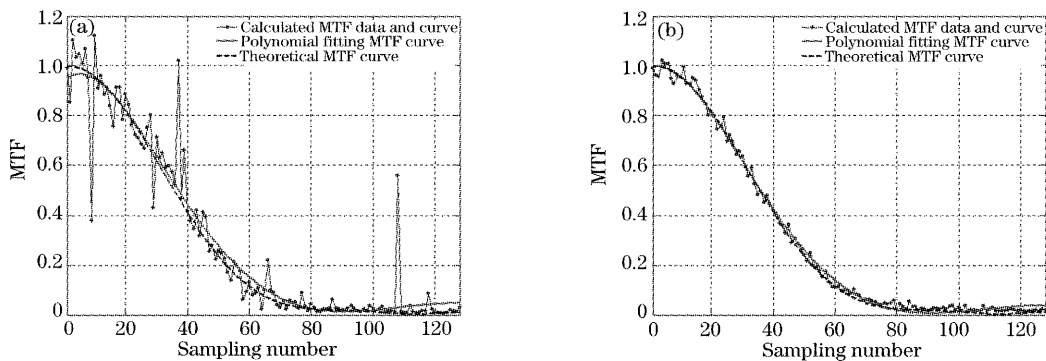 (a)
Calculated MTF data and curve
Polynomial fitting MTF curve
Theoretical MTF curve
MTF
1.2
1.0
0.8
0.6
0.4
0.2
0
0 20 40 60 80 100 120
Sampling number
(b)
Calculated MTF data and curve
Polynomial fitting MTF curve
Theoretical MTF curve
MTF
1.2
1.0
0.8
0.6
0.4
0.2
0
0 20 40 60 80 100 120
Sampling number